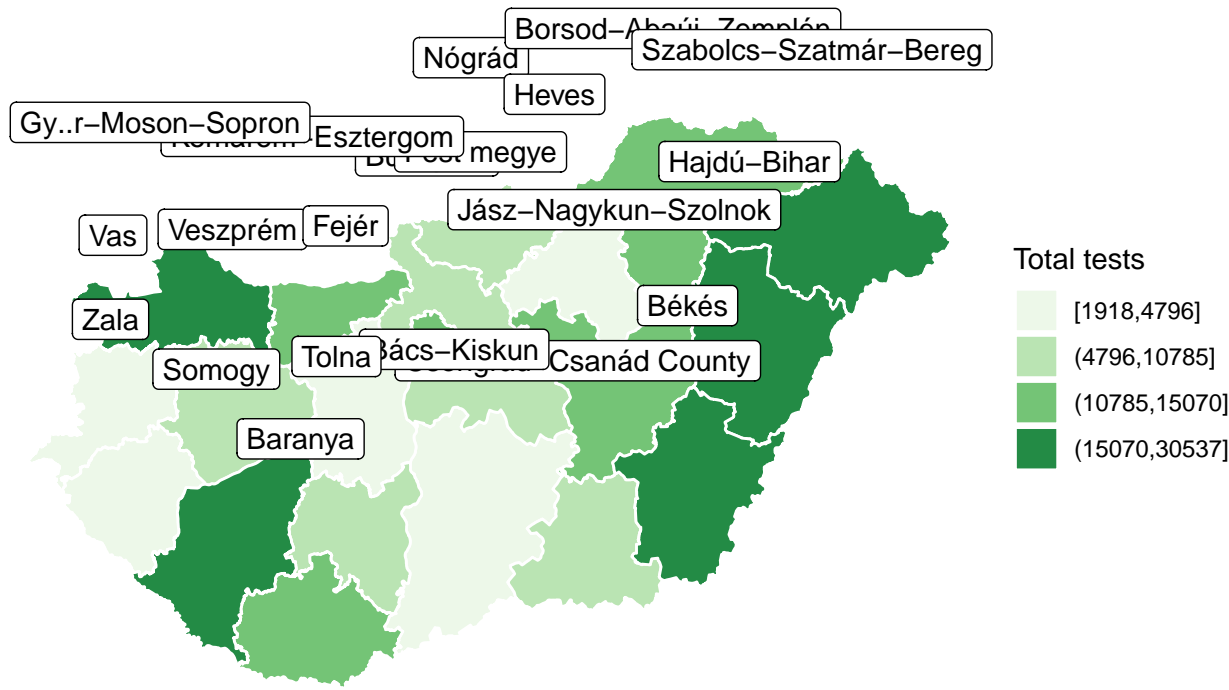 Borsod−Abaúj−Zemplén
Szabolcs−Szatmár−Bereg
Nógrád
Heves
Gy..r−Moson−Sopron
Esztergom
Pest megye
Hajdú−Bihar
Jász−Nagykun−Szolnok
Vas
Veszprém
Fejér
Békés
Zala
Bács−Kiskun
Tolna
Csanád County
Somogy
Baranya
Total tests
[1918,4796]
(4796,10785]
(10785,15070]
(15070,30537]